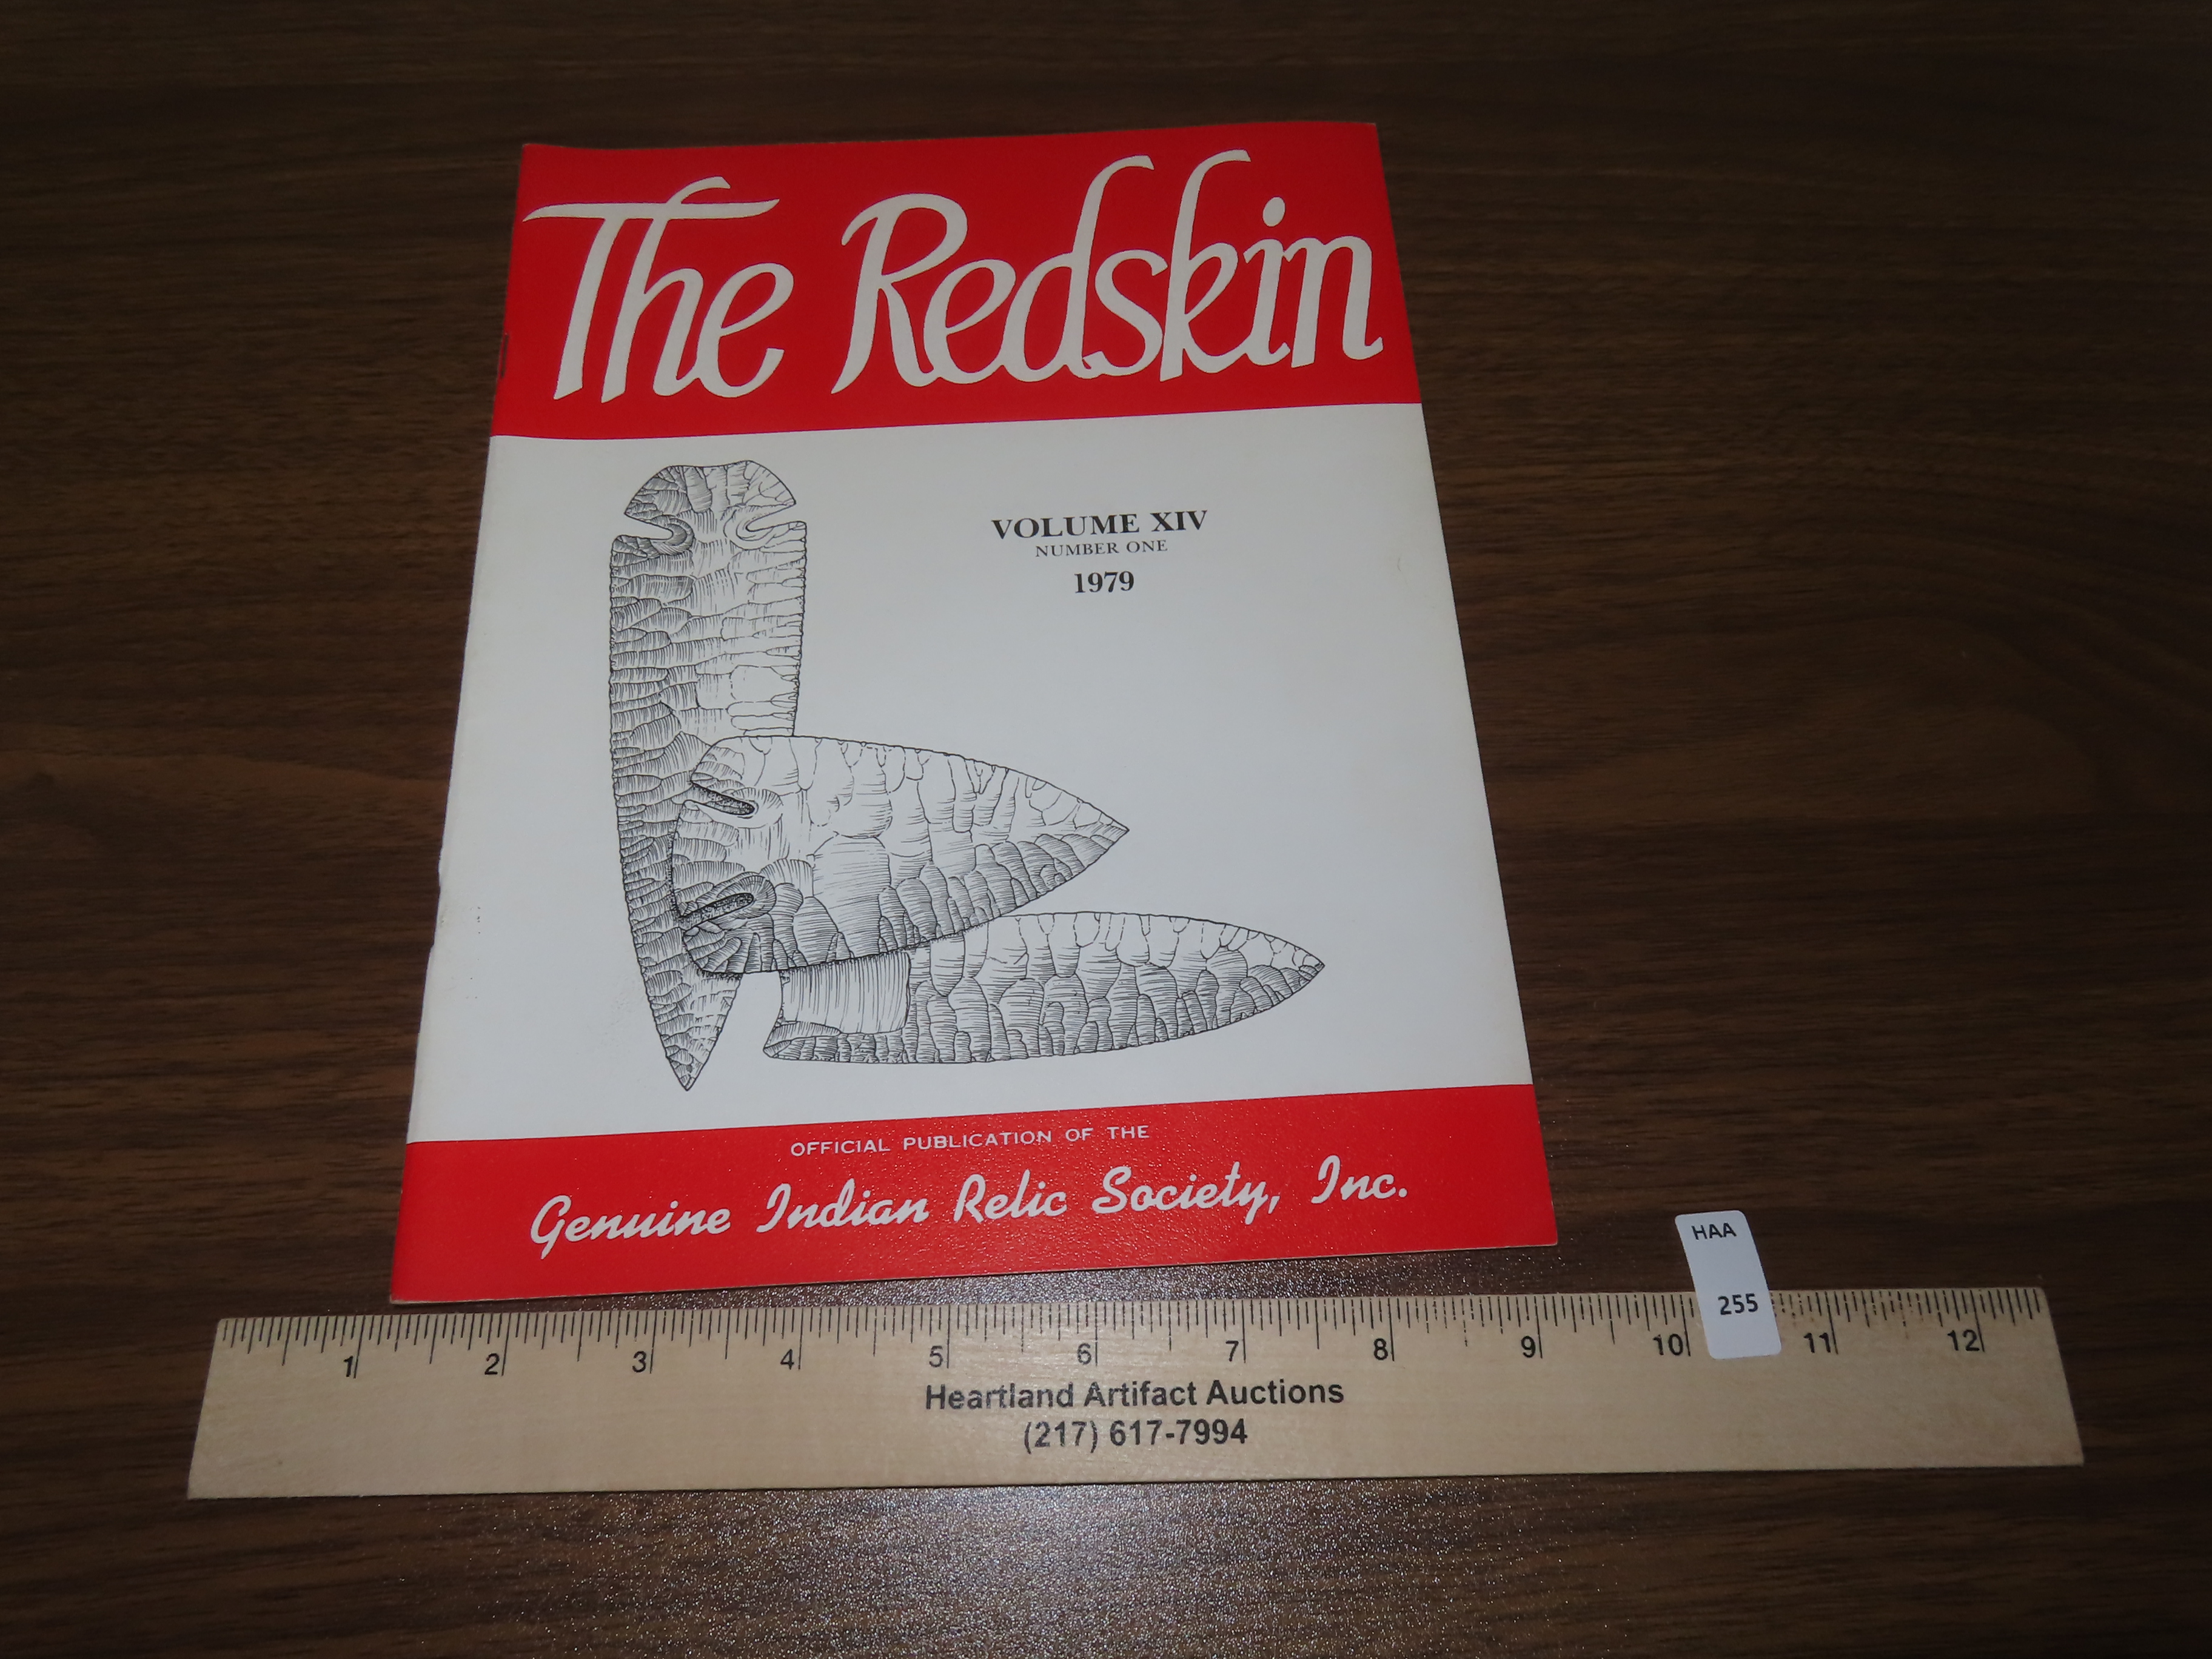 The Redskin
VOLUME XIV
NUMBER ONE
1979
OFFICIAL PUBLICATION OF THE
Genuine Indian Relic Society, Inc.
HAA
255
1 2 3 4 5 6 7 8 9 10 11 12
Heartland Artifact Auctions
(217) 617-7994